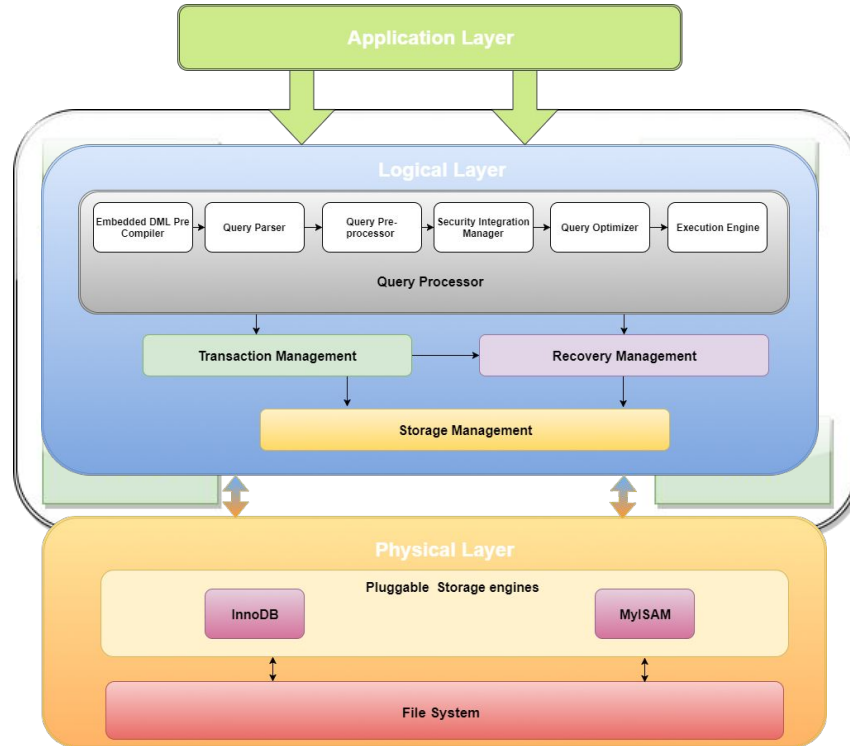 Application Layer
Logical Layer
Embedded DML Pre
Compiler
Query Parser
Query Pre-
processor
Security Integration
Manager
Query Optimizer
Execution Engine
Query Processor
Transaction Management
Recovery Management
Storage Management
Physical Layer
Pluggable Storage engines
InnoDB
MyISAM
File System